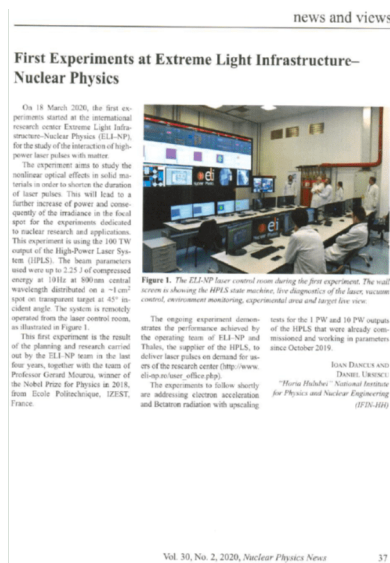 news and views
First Experiments at Extreme Light Infrastructure–
Nuclear Physics
On 18 March 2020, the first ex-
periments started at the international
research center Extreme Light Infra-
structure–Nuclear Physics (ELI–NP),
for the study of the interaction of high-
power laser pulses with matter.
The experiment aims to study the
nonlinear optical effects in solid ma-
terials in order to shorten the duration
of laser pulses. This will lead to a
further increase of power and conse-
quently of the irradiance in the focal
spot for the experiments dedicated
to nuclear research and applications.
This experiment is using the 100 TW
output of the High-Power Laser Sys-
tem (HPLS). The beam parameters
used were up to 2.25 J of compressed
energy at 10 Hz at 800 nm central
wavelength distributed on a ~1 cm²
spot on transparent target at 45° in-
cident angle. The system is remotely
operated from the laser control room,
as illustrated in Figure 1.
This first experiment is the result
of the planning and research carried
out by the ELI-NP team in the last
four years, together with the team of
Professor Gerard Mourou, winner of
the Nobel Prize for Physics in 2018,
from Ecole Politechnique, IZEST,
France.
eli
eli
Figure 1. The ELI-NP laser control room during the first experiment. The wall
screen is showing the HPLS state machine, live diagnostics of the laser, vacuum
control, environment monitoring, experimental area and target live view.
The ongoing experiment demon-
strates the performance achieved by
the operating team of ELI-NP and
Thales, the supplier of the HPLS, to
deliver laser pulses on demand for us-
ers of the research center (http://www.
eli-np.ro/user_office.php).
The experiments to follow shortly
are addressing electron acceleration
and Betatron radiation with upscaling
tests for the 1 PW and 10 PW outputs
of the HPLS that were already com-
missioned and working in parameters
since October 2019.
IOAN DANCUS AND
DANIEL URSESCU
"Horia Hulubei" National Institute
for Physics and Nuclear Engineering
(IFIN-HH)
Vol. 30, No. 2, 2020, Nuclear Physics News 37